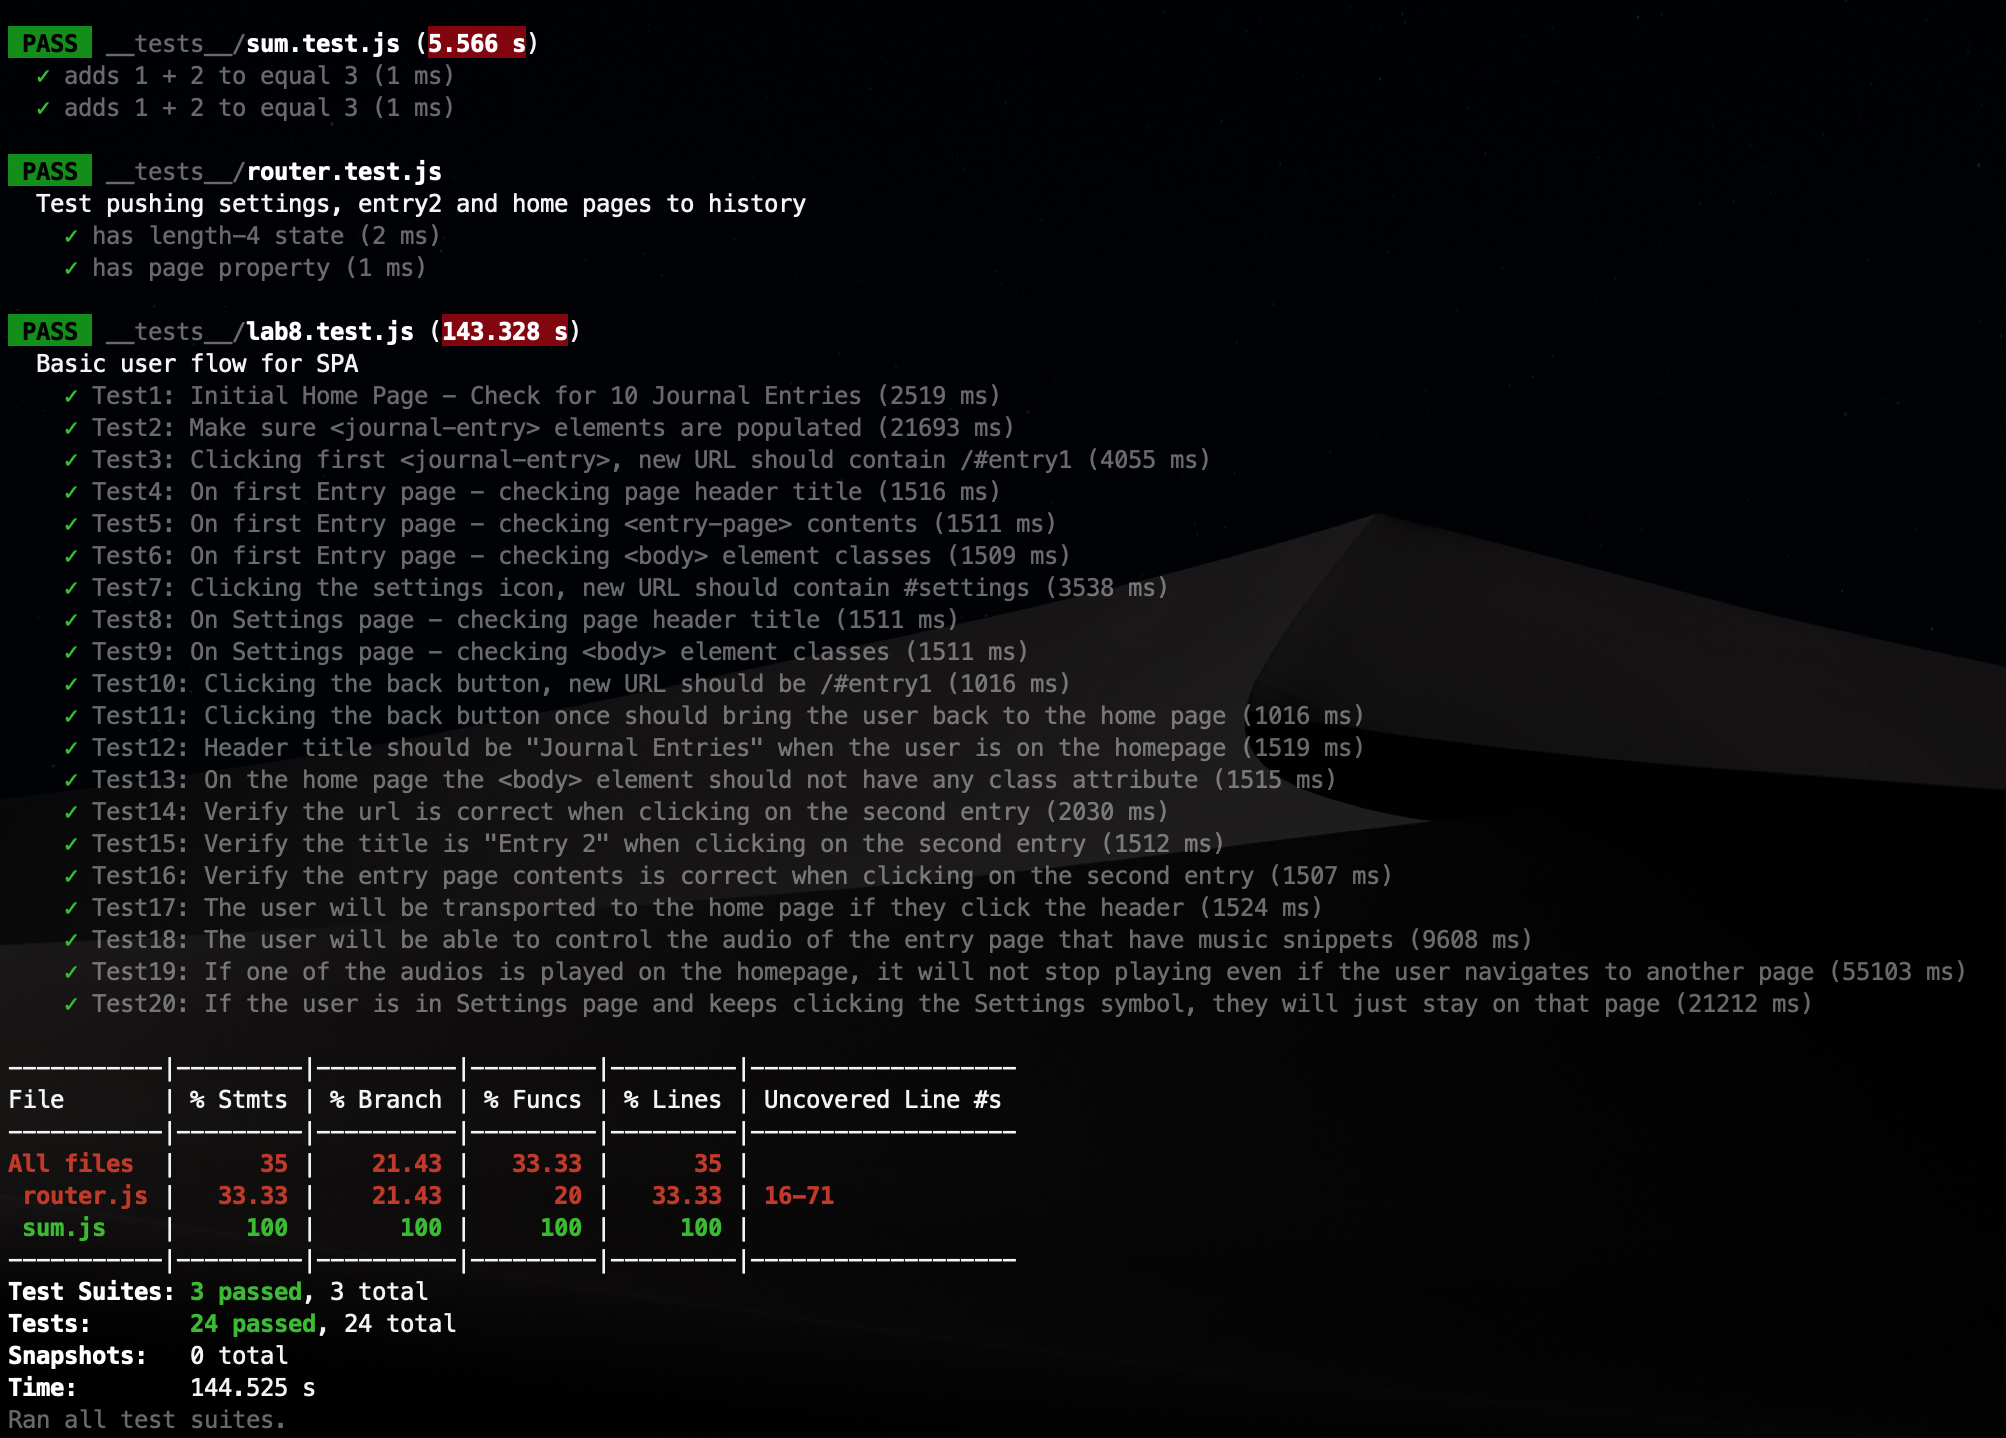 PASS __tests__/sum.test.js (5.566 s)
✓ adds 1 + 2 to equal 3 (1 ms)
✓ adds 1 + 2 to equal 3 (1 ms)
PASS __tests__/router.test.js
Test pushing settings, entry2 and home pages to history
✓ has length-4 state (2 ms)
✓ has page property (1 ms)
PASS __tests__/lab8.test.js (143.328 s)
Basic user flow for SPA
✓ Test1: Initial Home Page - Check for 10 Journal Entries (2519 ms)
✓ Test2: Make sure <journal-entry> elements are populated (21693 ms)
✓ Test3: Clicking first <journal-entry>, new URL should contain /#entry1 (4055 ms)
✓ Test4: On first Entry page - checking page header title (1516 ms)
✓ Test5: On first Entry page - checking <entry-page> contents (1511 ms)
✓ Test6: On first Entry page - checking <body> element classes (1509 ms)
✓ Test7: Clicking the settings icon, new URL should contain #settings (3538 ms)
✓ Test8: On Settings page - checking page header title (1511 ms)
✓ Test9: On Settings page - checking <body> element classes (1511 ms)
✓ Test10: Clicking the back button, new URL should be /#entry1 (1016 ms)
✓ Test11: Clicking the back button once should bring the user back to the home page (1016 ms)
✓ Test12: Header title should be "Journal Entries" when the user is on the homepage (1519 ms)
✓ Test13: On the home page the <body> element should not have any class attribute (1515 ms)
✓ Test14: Verify the url is correct when clicking on the second entry (2030 ms)
✓ Test15: Verify the title is "Entry 2" when clicking on the second entry (1512 ms)
✓ Test16: Verify the entry page contents is correct when clicking on the second entry (1507 ms)
✓ Test17: The user will be transported to the home page if they click the header (1524 ms)
✓ Test18: The user will be able to control the audio of the entry page that have music snippets (9608 ms)
✓ Test19: If one of the audios is played on the homepage, it will not stop playing even if the user navigates to another page (55103 ms)
✓ Test20: If the user is in Settings page and keeps clicking the Settings symbol, they will just stay on that page (21212 ms)
-----------|---------|----------|---------|---------|-------------------
File       | % Stmts | % Branch | % Funcs | % Lines | Uncovered Line #s
-----------|---------|----------|---------|---------|-------------------
All files  |      35 |    21.43 |   33.33 |      35 |
 router.js |   33.33 |    21.43 |      20 |   33.33 | 16-71
 sum.js    |     100 |      100 |     100 |     100 |
-----------|---------|----------|---------|---------|-------------------
Test Suites: 3 passed, 3 total
Tests:       24 passed, 24 total
Snapshots:   0 total
Time:        144.525 s
Ran all test suites.